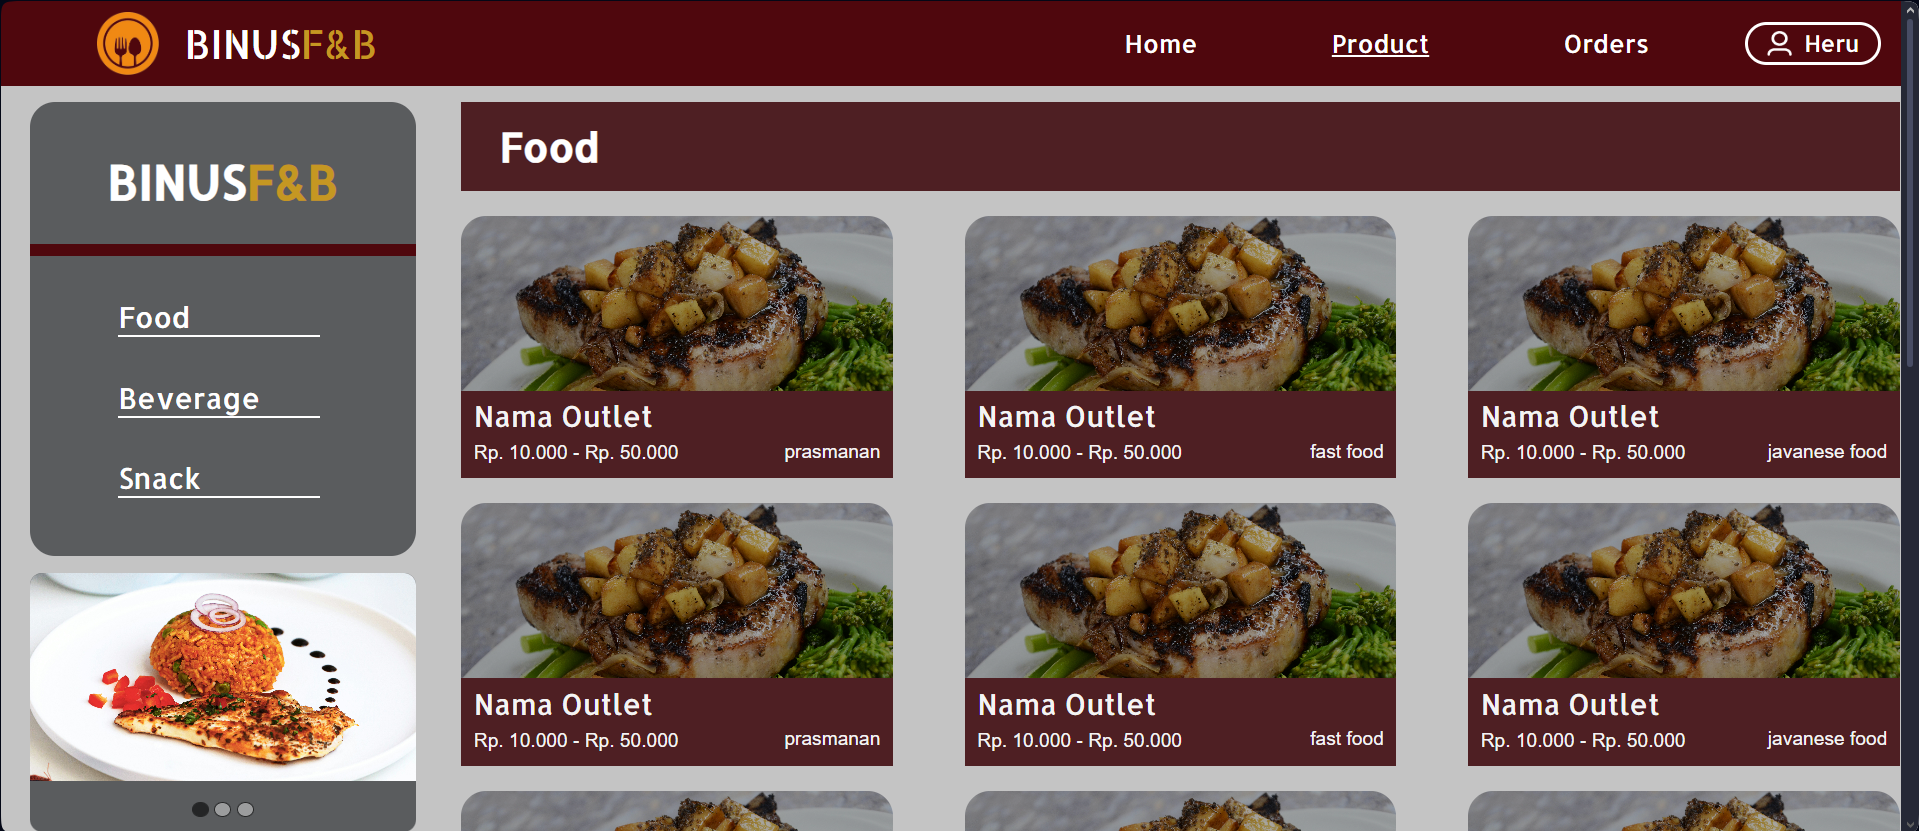 BINUSF&B
Home
Product
Orders
Heru
BINUSF&B
Food
Beverage
Snack
Food
Nama Outlet
Rp. 10.000 - Rp. 50.000
prasmanan
Nama Outlet
Rp. 10.000 - Rp. 50.000
fast food
Nama Outlet
Rp. 10.000 - Rp. 50.000
javanese food
Nama Outlet
Rp. 10.000 - Rp. 50.000
prasmanan
Nama Outlet
Rp. 10.000 - Rp. 50.000
fast food
Nama Outlet
Rp. 10.000 - Rp. 50.000
javanese food